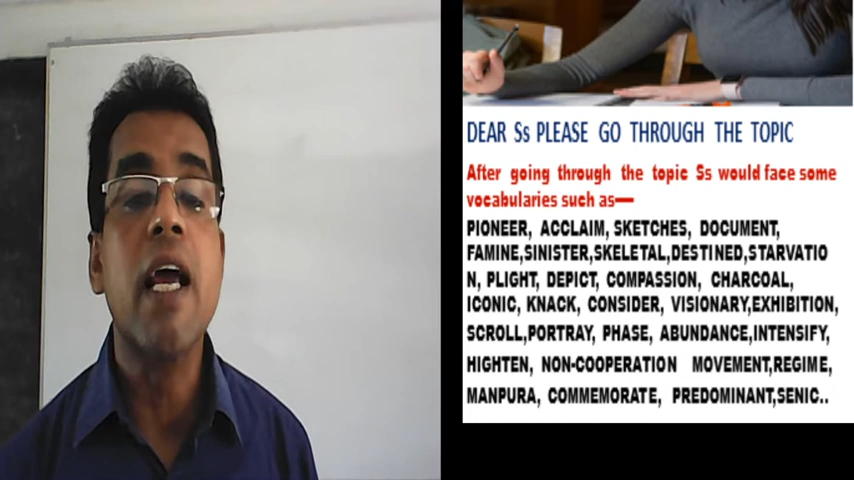 DEAR Ss PLEASE GO THROUGH THE TOPIC
After going through the topic Ss would face some
vocabularies such as—
PIONEER, ACCLAIM, SKETCHES, DOCUMENT,
FAMINE,SINISTER,SKELETAL,DESTINED,STARVATIO
N, PLIGHT, DEPICT, COMPASSION, CHARCOAL,
ICONIC, KNACK, CONSIDER, VISIONARY,EXHIBITION,
SCROLL,PORTRAY, PHASE, ABUNDANCE,INTENSIFY,
HIGHTEN, NON-COOPERATION MOVEMENT,REGIME,
MANPURA, COMMEMORATE, PREDOMINANT,SENIC..